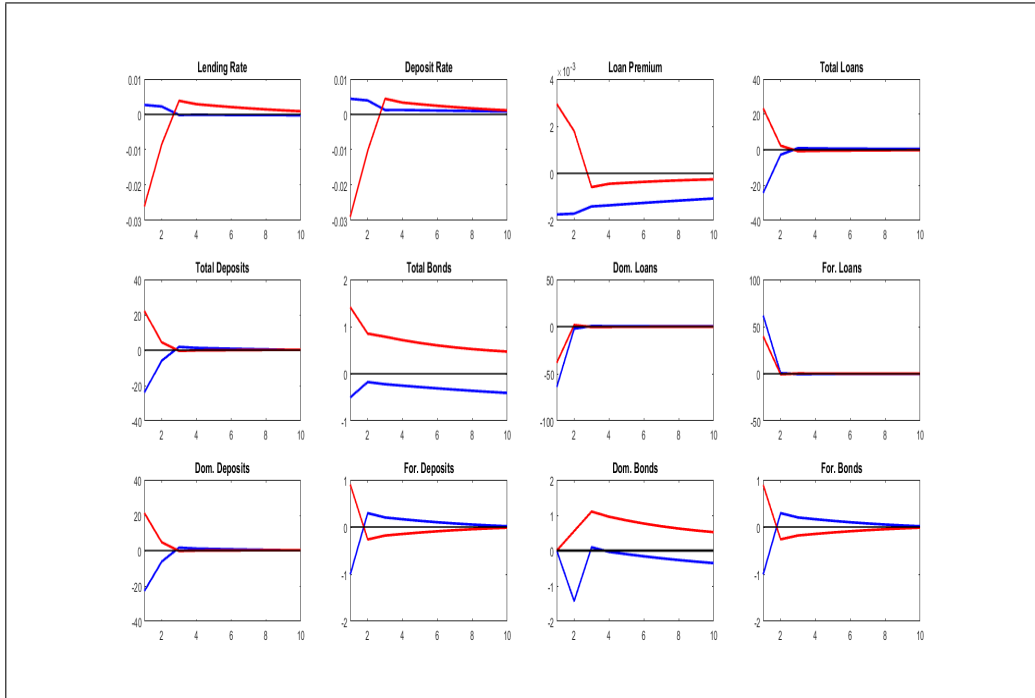 Lending Rate
0.01
0
-0.01
-0.02
-0.03
2 4 6 8 10
Deposit Rate
0.01
0
-0.01
-0.02
-0.03
2 4 6 8 10
Loan Premium
×10⁻³
4
2
0
-2
2 4 6 8 10
Total Loans
40
20
0
-20
-40
2 4 6 8 10
Total Deposits
40
20
0
-20
-40
2 4 6 8 10
Total Bonds
2
1
0
-1
2 4 6 8 10
Dom. Loans
50
0
-50
-100
2 4 6 8 10
For. Loans
100
50
0
-50
2 4 6 8 10
Dom. Deposits
40
20
0
-20
-40
2 4 6 8 10
For. Deposits
1
0
-1
-2
2 4 6 8 10
Dom. Bonds
2
1
0
-1
-2
2 4 6 8 10
For. Bonds
1
0
-1
-2
2 4 6 8 10